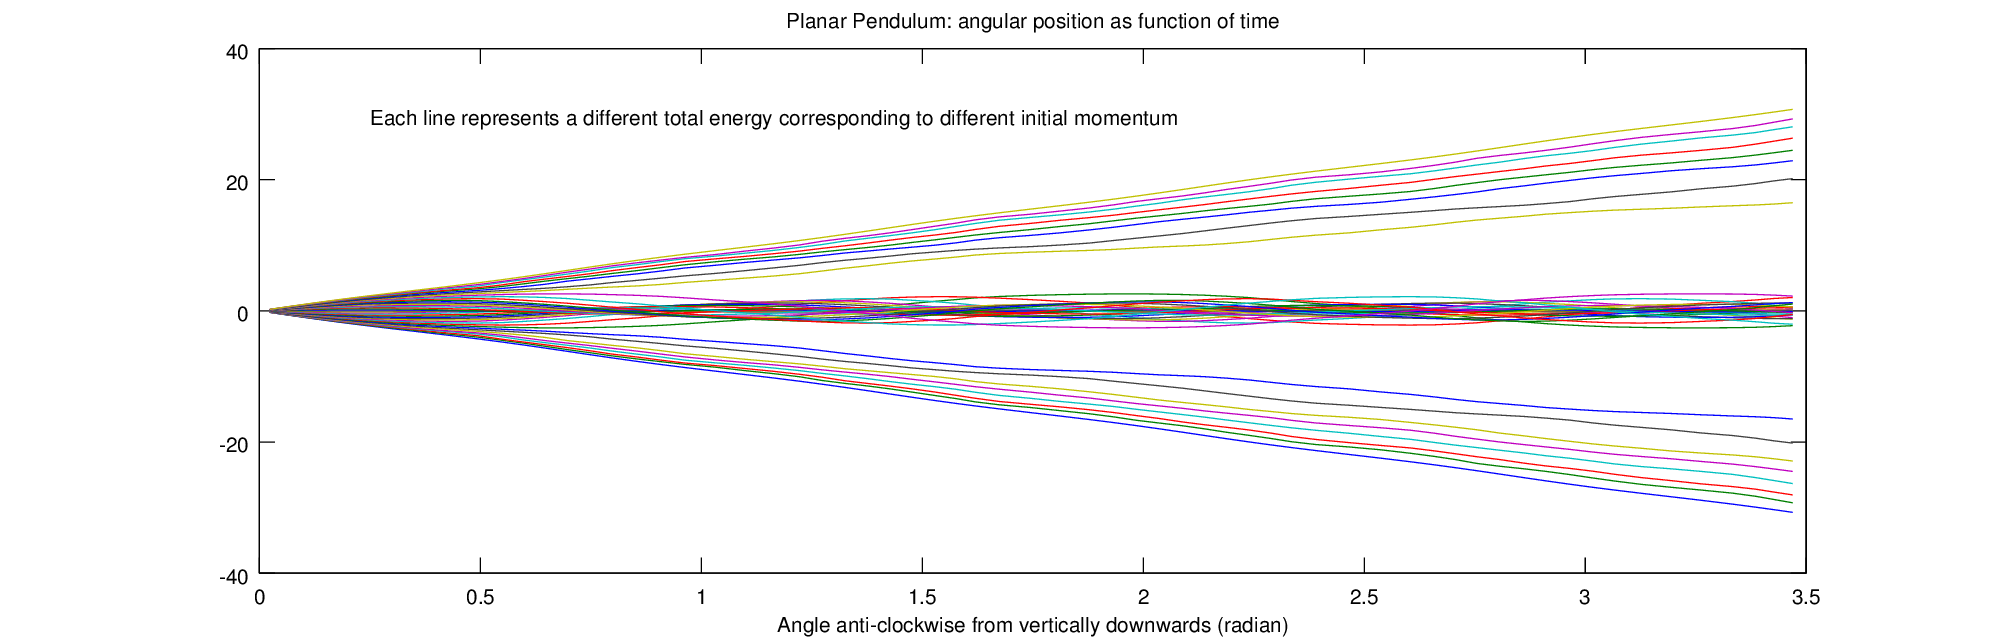 Planar Pendulum: angular position as function of time
40
Each line represents a different total energy corresponding to different initial momentum
20
0
-20
-40
0 0.5 1 1.5 2 2.5 3 3.5
Angle anti-clockwise from vertically downwards (radian)